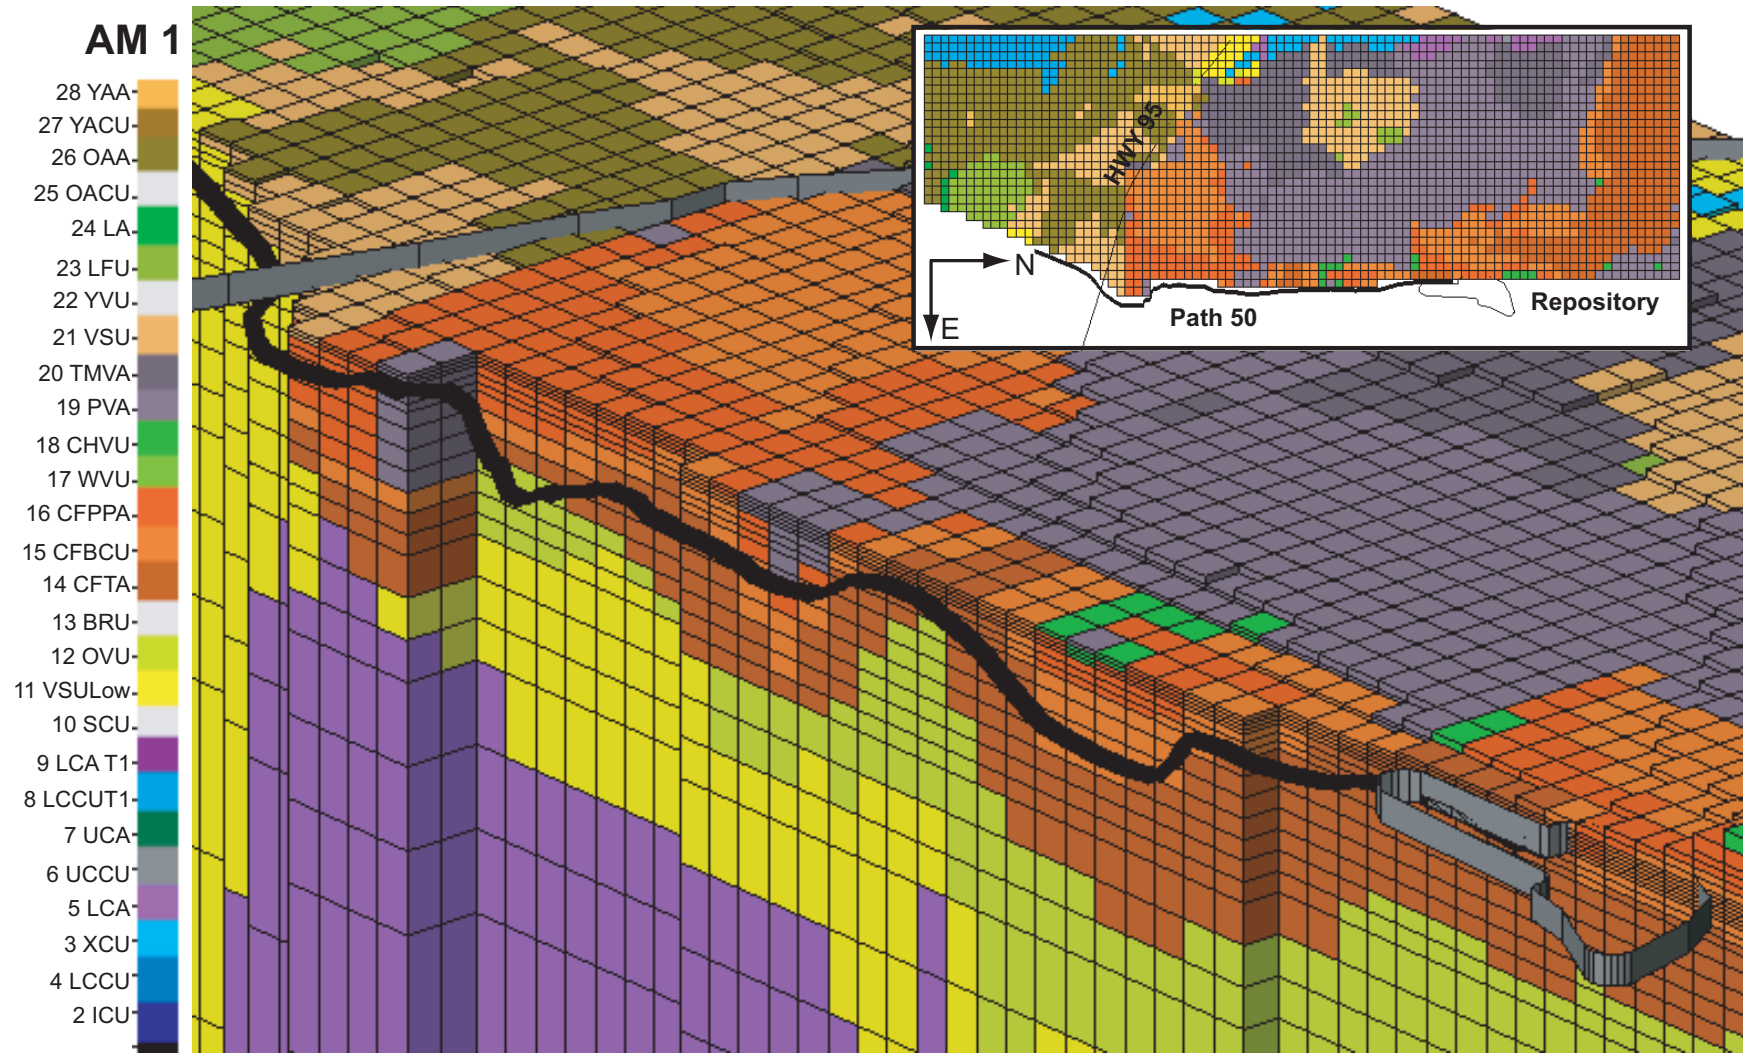 AM 1
28 YAA
27 YACU
26 OAA
25 OACU
24 LA
23 LFU
22 YVU
21 VSU
20 TMVA
19 PVA
18 CHVU
17 WVU
16 CFPPA
15 CFBCU
14 CFTA
13 BRU
12 OVU
11 VSULow
10 SCU
9 LCA T1
8 LCCUT1
7 UCA
6 UCCU
5 LCA
3 XCU
4 LCCU
2 ICU
HWY 95
N
E
Path 50
Repository